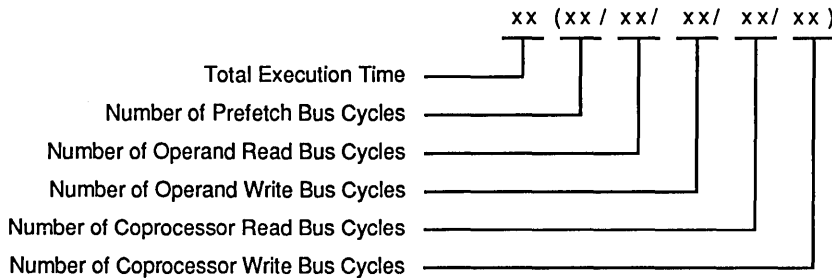 xx (xx/ xx/ xx/ xx/ xx)
Total Execution Time
Number of Prefetch Bus Cycles
Number of Operand Read Bus Cycles
Number of Operand Write Bus Cycles
Number of Coprocessor Read Bus Cycles
Number of Coprocessor Write Bus Cycles